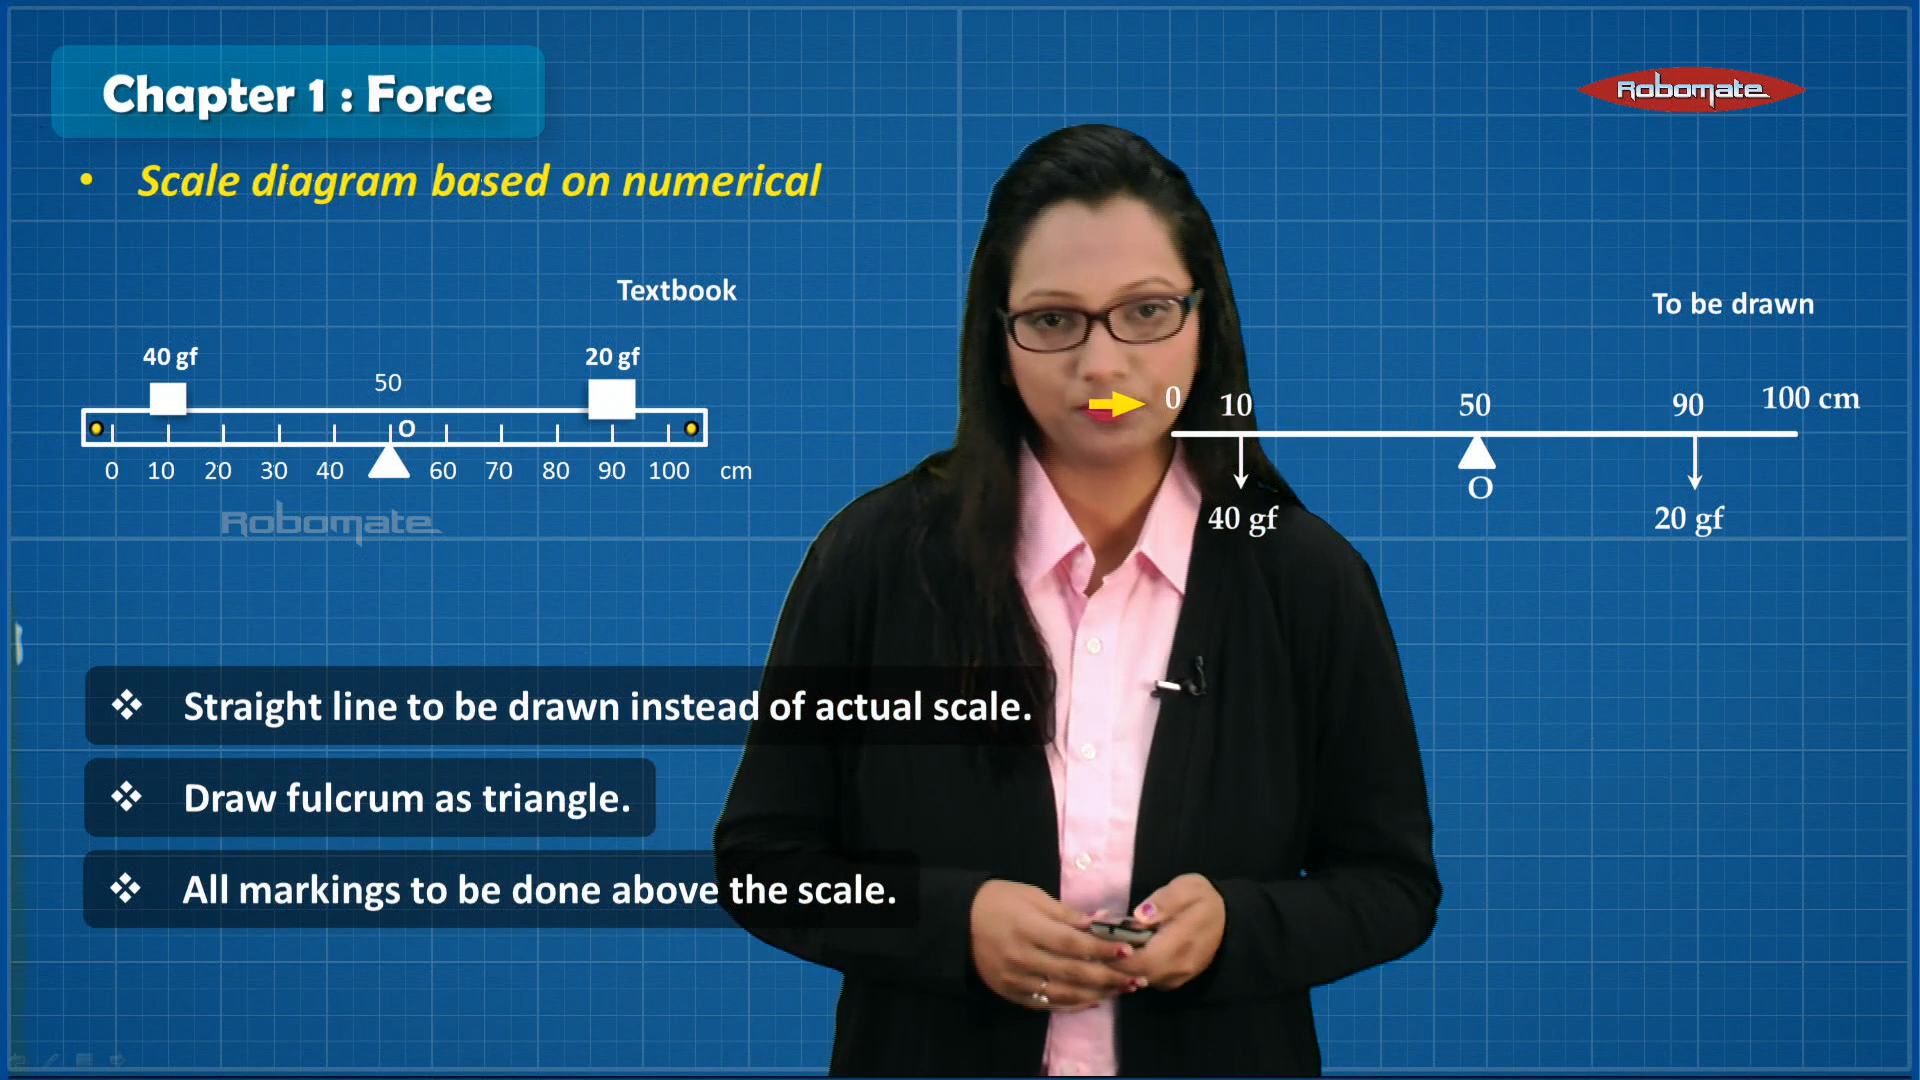 Chapter 1 : Force
Robomate
• Scale diagram based on numerical
Textbook
40 gf
20 gf
50
O
0 10 20 30 40 60 70 80 90 100 cm
Robomate
To be drawn
0 10 50 90 100 cm
O
40 gf
20 gf
❖ Straight line to be drawn instead of actual scale.
❖ Draw fulcrum as triangle.
❖ All markings to be done above the scale.